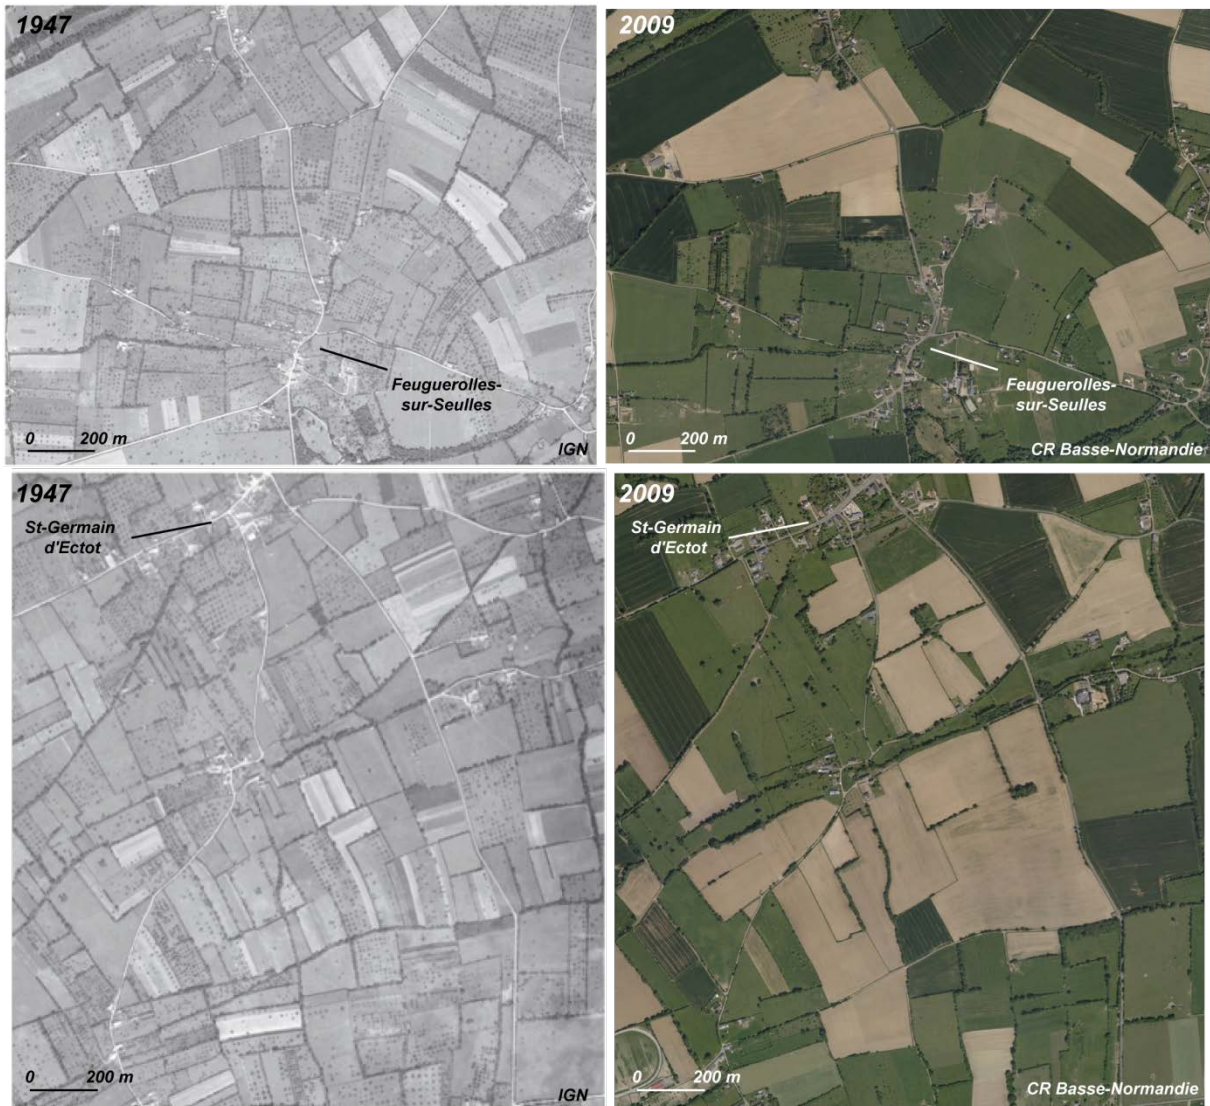 1947
Feuguerolles-
sur-Seulles
0 200 m
IGN
2009
Feuguerolles-
sur-Seulles
0 200 m
CR Basse-Normandie
1947
St-Germain
d'Ectot
0 200 m
IGN
2009
St-Germain
d'Ectot
0 200 m
CR Basse-Normandie